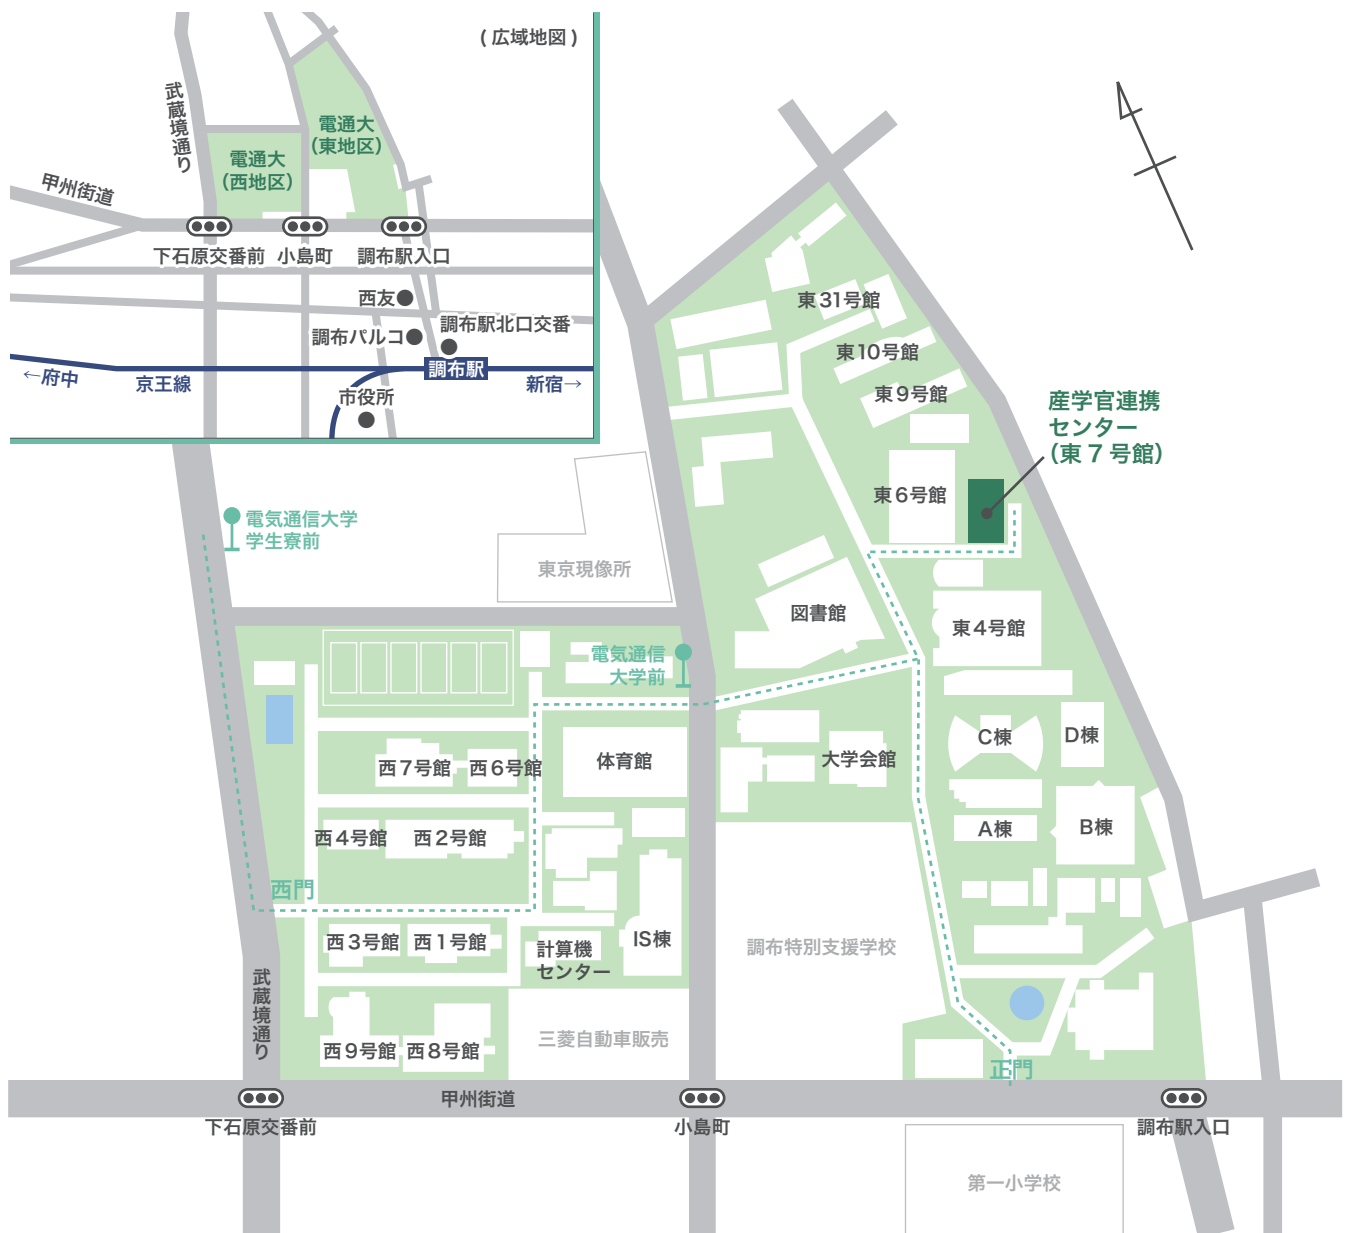 (広域地図)
武蔵境通り
電通大
(東地区)
電通大
(西地区)
甲州街道
下石原交番前
小島町
調布駅入口
西友
調布パルコ
調布駅北口交番
調布駅
←府中
京王線
新宿→
市役所
東31号館
東10号館
東9号館
産学官連携
センター
(東7号館)
東6号館
電気通信大学
学生寮前
東京現像所
図書館
東4号館
電気通信
大学前
C棟
D棟
体育館
大学会館
西7号館
西6号館
A棟
B棟
西4号館
西2号館
西門
西3号館
西1号館
計算機
センター
IS棟
調布特別支援学校
武蔵境通り
西9号館
西8号館
三菱自動車販売
正門
甲州街道
下石原交番前
小島町
調布駅入口
第一小学校